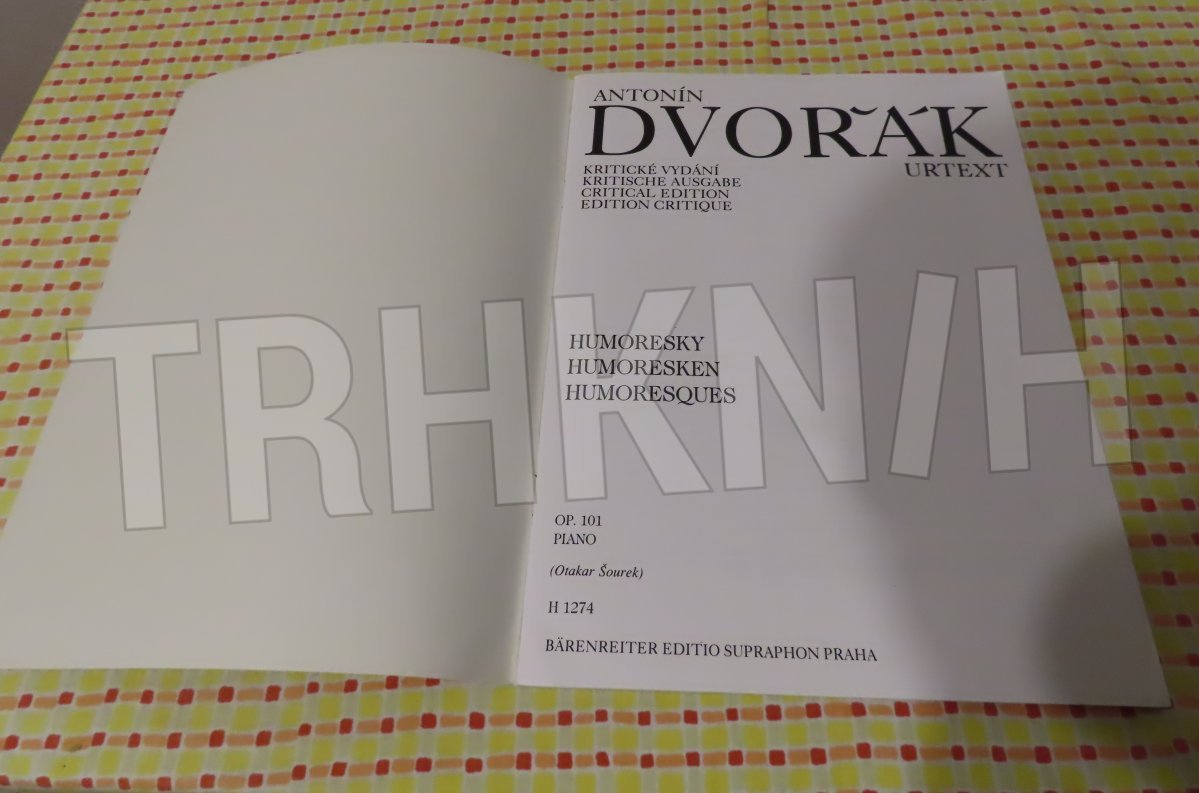 ANTONÍN
DVOŘÁK
URTEXT
KRITICKÉ VYDÁNÍ
KRITISCHE AUSGABE
CRITICAL EDITION
EDITION CRITIQUE
HUMORESKY
HUMORESKEN
HUMORESQUES
TRHKN/H
OP. 101
PIANO
(Otakar Šourek)
H 1274
BÄRENREITER EDITIO SUPRAPHON PRAHA